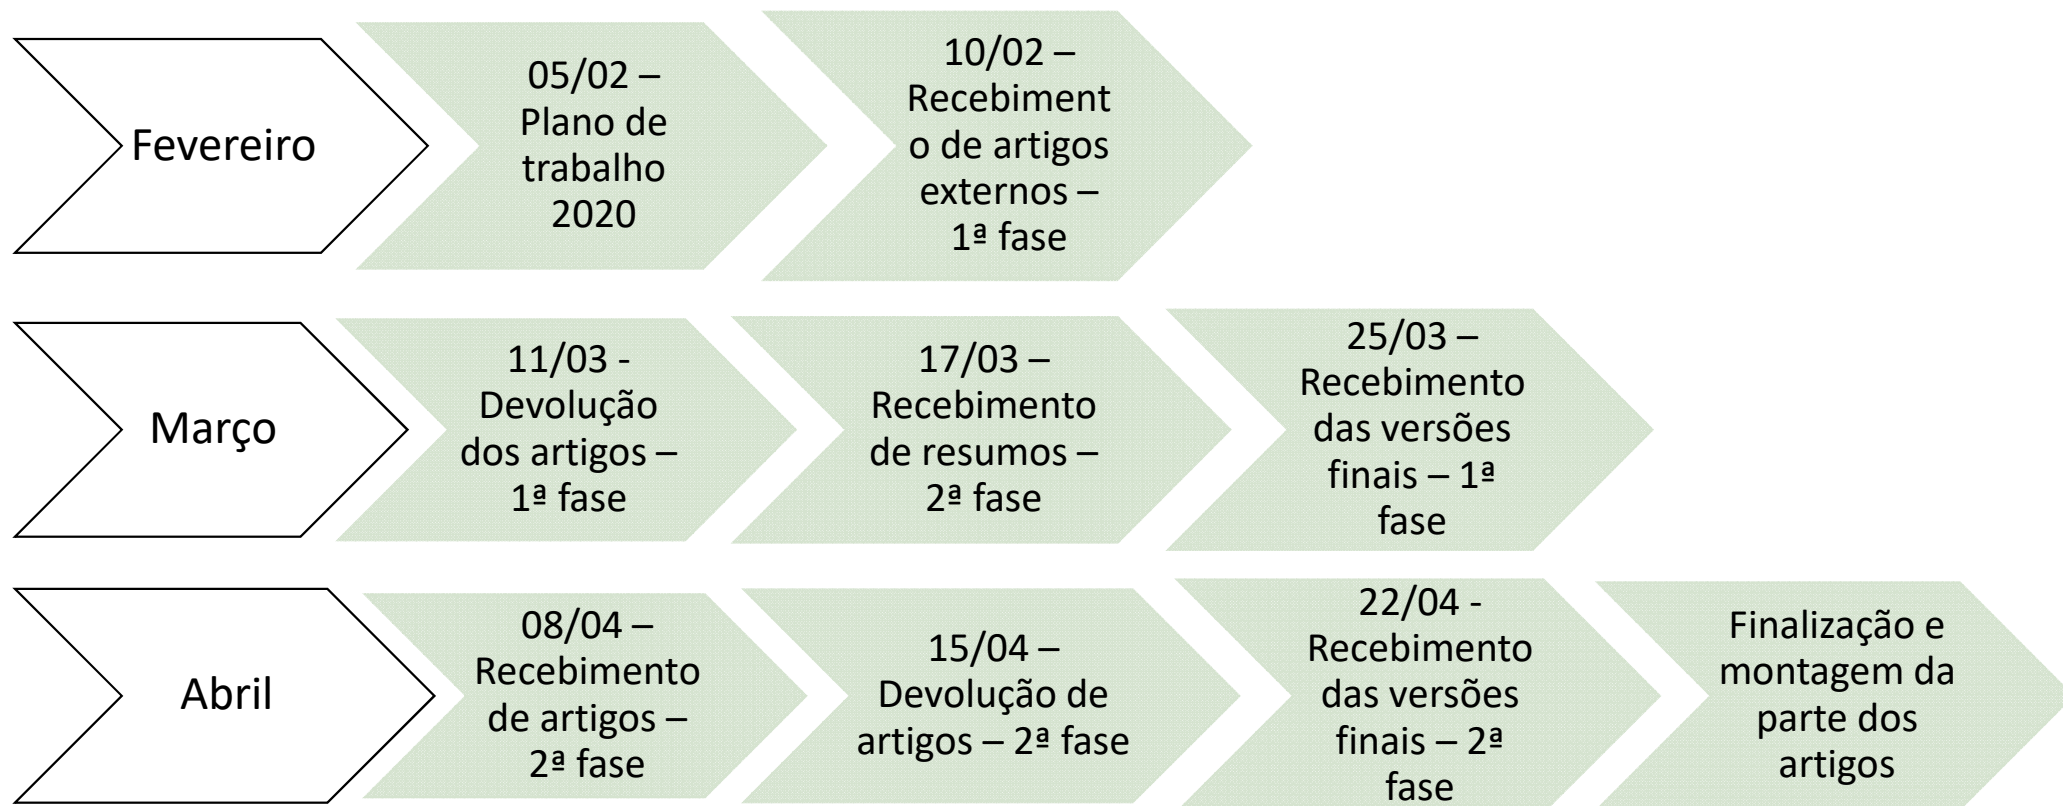 Fevereiro
05/02 –
Plano de
trabalho
2020
10/02 –
Recebiment
o de artigos
externos –
1ª fase
Março
11/03 -
Devolução
dos artigos –
1ª fase
17/03 –
Recebimento
de resumos –
2ª fase
25/03 –
Recebimento
das versões
finais – 1ª
fase
Abril
08/04 –
Recebimento
de artigos –
2ª fase
15/04 –
Devolução de
artigos – 2ª fase
22/04 -
Recebimento
das versões
finais – 2ª
fase
Finalização e
montagem da
parte dos
artigos